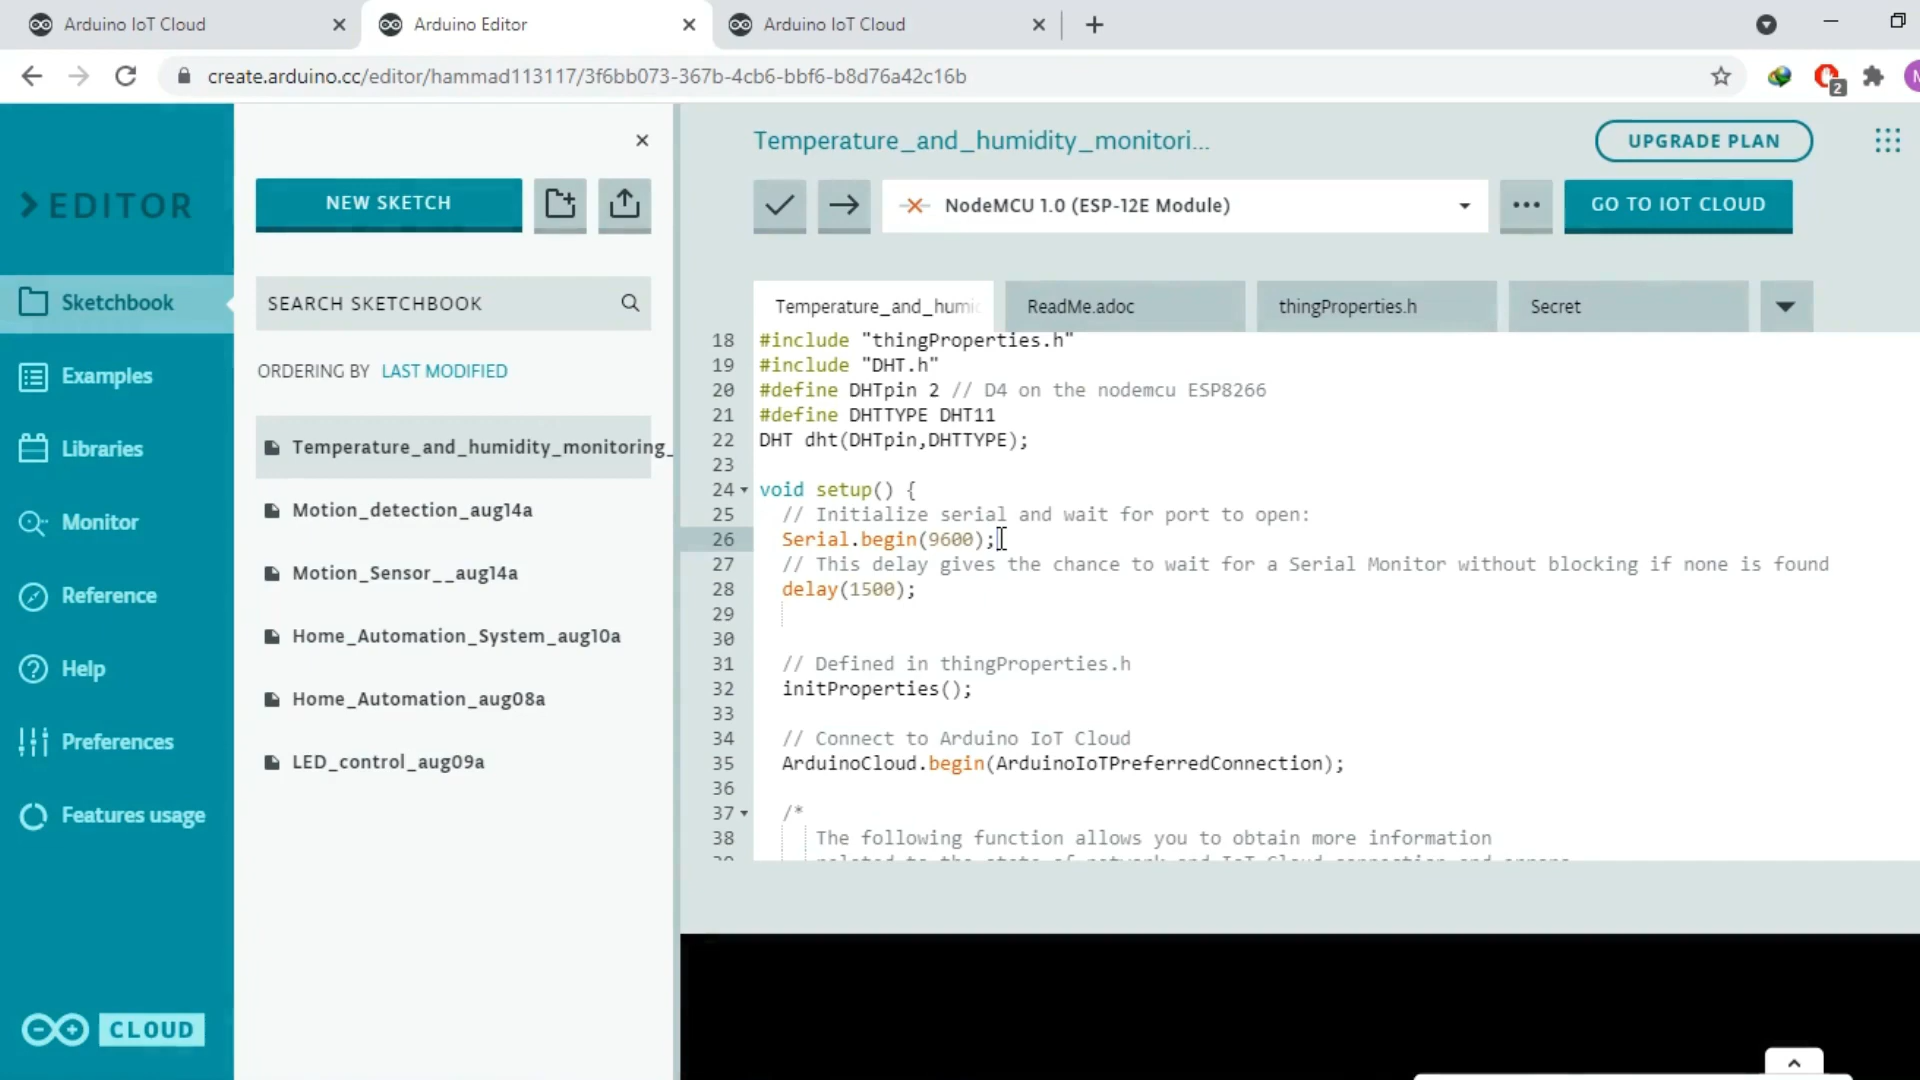 Arduino IoT Cloud
Arduino Editor
Arduino IoT Cloud
create.arduino.cc/editor/hammad113117/3f6bb073-367b-4cb6-bbf6-b8d76a42c16b
2
EDITOR
Sketchbook
Examples
Libraries
Monitor
Reference
Help
Preferences
Features usage
CLOUD
NEW SKETCH
SEARCH SKETCHBOOK
ORDERING BY LAST MODIFIED
Temperature_and_humidity_monitoring_
Motion_detection_aug14a
Motion_Sensor__aug14a
Home_Automation_System_aug10a
Home_Automation_aug08a
LED_control_aug09a
Temperature_and_humidity_monitori...
UPGRADE PLAN
NodeMCU 1.0 (ESP-12E Module)
GO TO IOT CLOUD
Temperature_and_humi
ReadMe.adoc
thingProperties.h
Secret
18 #include "thingProperties.h"
19 #include "DHT.h"
20 #define DHTpin 2 // D4 on the nodemcu ESP8266
21 #define DHTTYPE DHT11
22 DHT dht(DHTpin,DHTTYPE);
23
24 void setup() {
25 // Initialize serial and wait for port to open:
26 Serial.begin(9600);
27 // This delay gives the chance to wait for a Serial Monitor without blocking if none is found
28 delay(1500);
29
30
31 // Defined in thingProperties.h
32 initProperties();
33
34 // Connect to Arduino IoT Cloud
35 ArduinoCloud.begin(ArduinoIoTPreferredConnection);
36
37 /*
38 The following function allows you to obtain more information